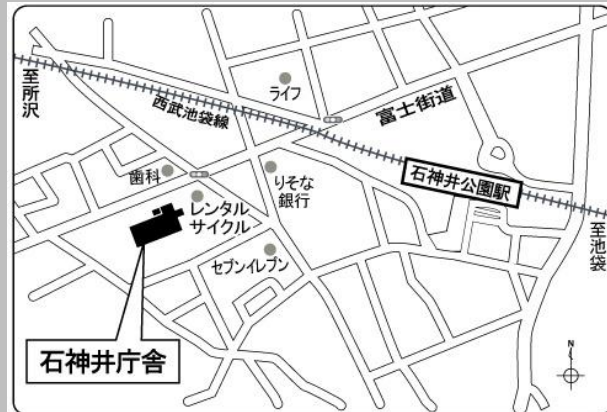 至所沢
西武池袋線
ライフ
富士街道
石神井公園駅
至池袋
歯科
りそな
銀行
レンタル
サイクル
セブンイレブン
石神井庁舎
N